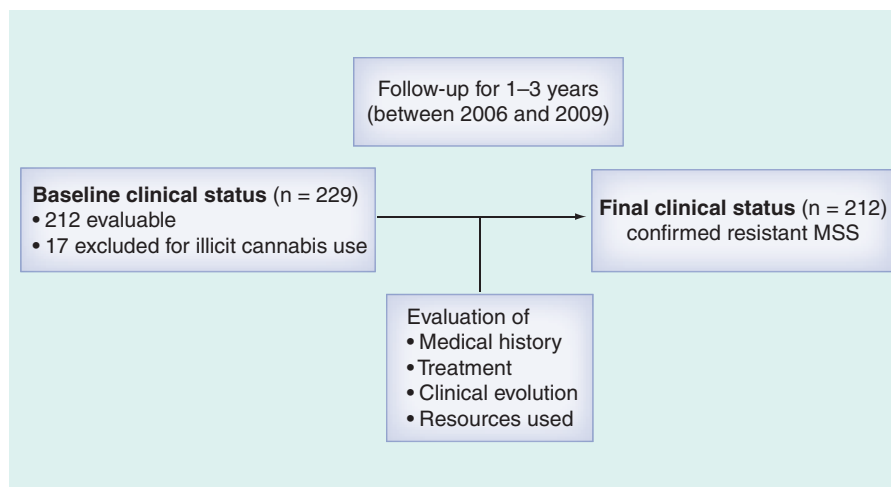 Follow-up for 1–3 years
(between 2006 and 2009)
Baseline clinical status (n = 229)
• 212 evaluable
• 17 excluded for illicit cannabis use
Final clinical status (n = 212)
confirmed resistant MSS
Evaluation of
• Medical history
• Treatment
• Clinical evolution
• Resources used